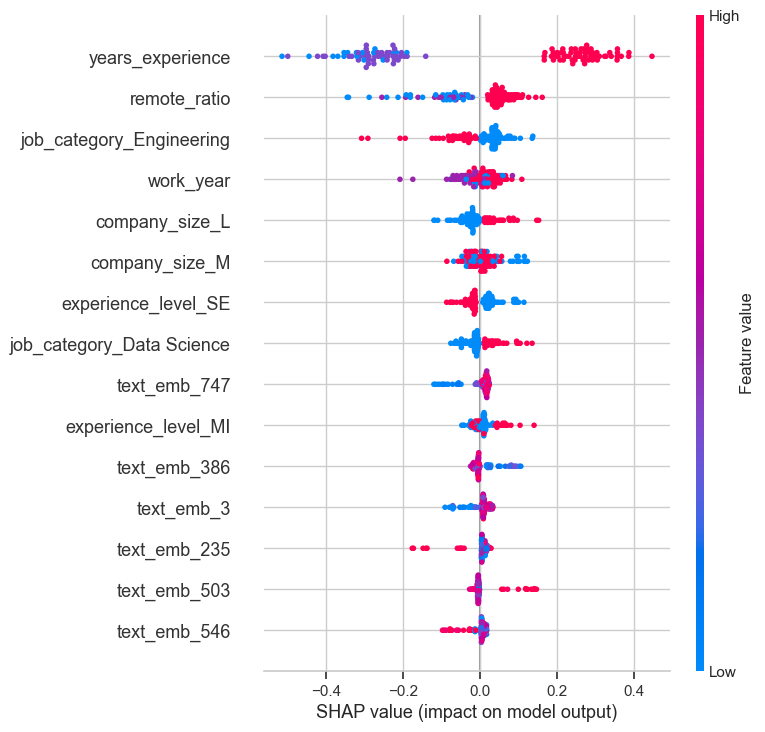 High
years_experience
remote_ratio
job_category_Engineering
work_year
company_size_L
company_size_M
experience_level_SE
job_category_Data Science
text_emb_747
experience_level_MI
text_emb_386
text_emb_3
text_emb_235
text_emb_503
text_emb_546
Feature value
Low
−0.4 −0.2 0.0 0.2 0.4
SHAP value (impact on model output)